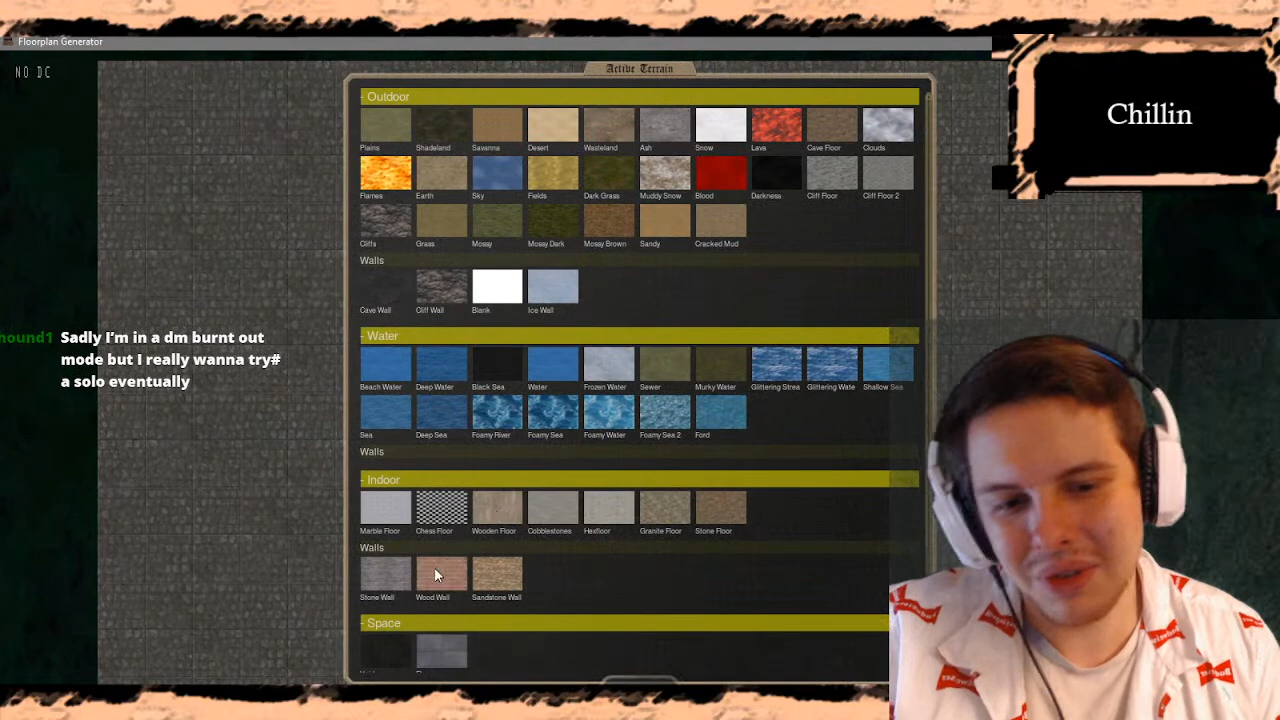 Floorplan Generator
NO DC
Active Terrain
Chillin
- Outdoor
Plains Shadeland Savanna Desert Wasteland Ash Snow Lava Cave Floor Clouds
Flames Earth Sky Fields Dark Grass Muddy Snow Blood Darkness Cliff Floor Cliff Floor 2
Cliffs Grass Mossy Mossy Dark Mossy Brown Sandy Cracked Mud
Walls
Cave Wall Cliff Wall Blank Ice Wall
hound1 Sadly I'm in a dm burnt out
mode but I really wanna try#
a solo eventually
- Water
Beach Water Deep Water Black Sea Water Frozen Water Sewer Murky Water Glittering Strea Glittering Wate Shallow Sea
Sea Deep Sea Foamy River Foamy Sea Foamy Water Foamy Sea 2 Ford
Walls
- Indoor
Marble Floor Chess Floor Wooden Floor Cobblestones Hexfloor Granite Floor Stone Floor
Walls
Stone Wall Wood Wall Sandstone Wall
- Space